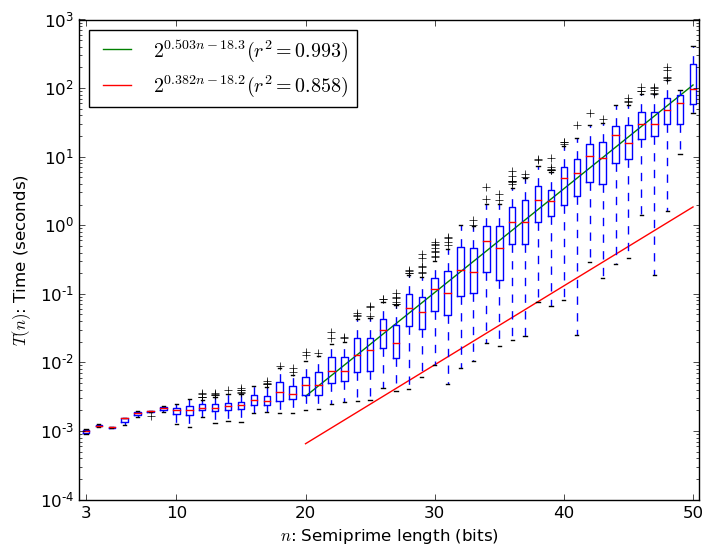 10^3
2^{0.503n−18.3}(r^2 = 0.993)
2^{0.382n−18.2}(r^2 = 0.858)
10^2
10^1
10^0
10^{-1}
10^{-2}
10^{-3}
10^{-4}
T(n): Time (seconds)
3 10 20 30 40 50
n: Semiprime length (bits)